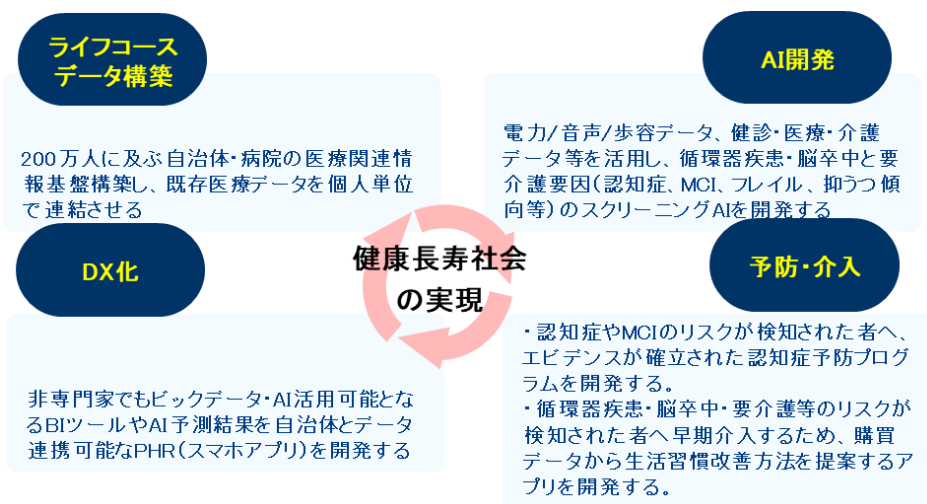 ライフコース
データ構築
200万人に及ぶ自治体・病院の医療関連情
報基盤構築し、既存医療データを個人単位
で連結させる
AI開発
電力/音声/歩容データ、健診・医療・介護
データ等を活用し、循環器疾患・脳卒中と要
介護要因(認知症、MCI、フレイル、抑うつ傾
向等)のスクリーニングAIを開発する
健康長寿社会
の実現
DX化
非専門家でもビックデータ・AI活用可能とな
るBIツールやAI予測結果を自治体とデータ
連携可能なPHR(スマホアプリ)を開発する
予防・介入
・認知症やMCIのリスクが検知された者へ、
エビデンスが確立された認知症予防プログ
ラムを開発する。
・循環器疾患・脳卒中・要介護等のリスクが
検知された者へ早期介入するため、購買
データから生活習慣改善方法を提案するア
プリを開発する。